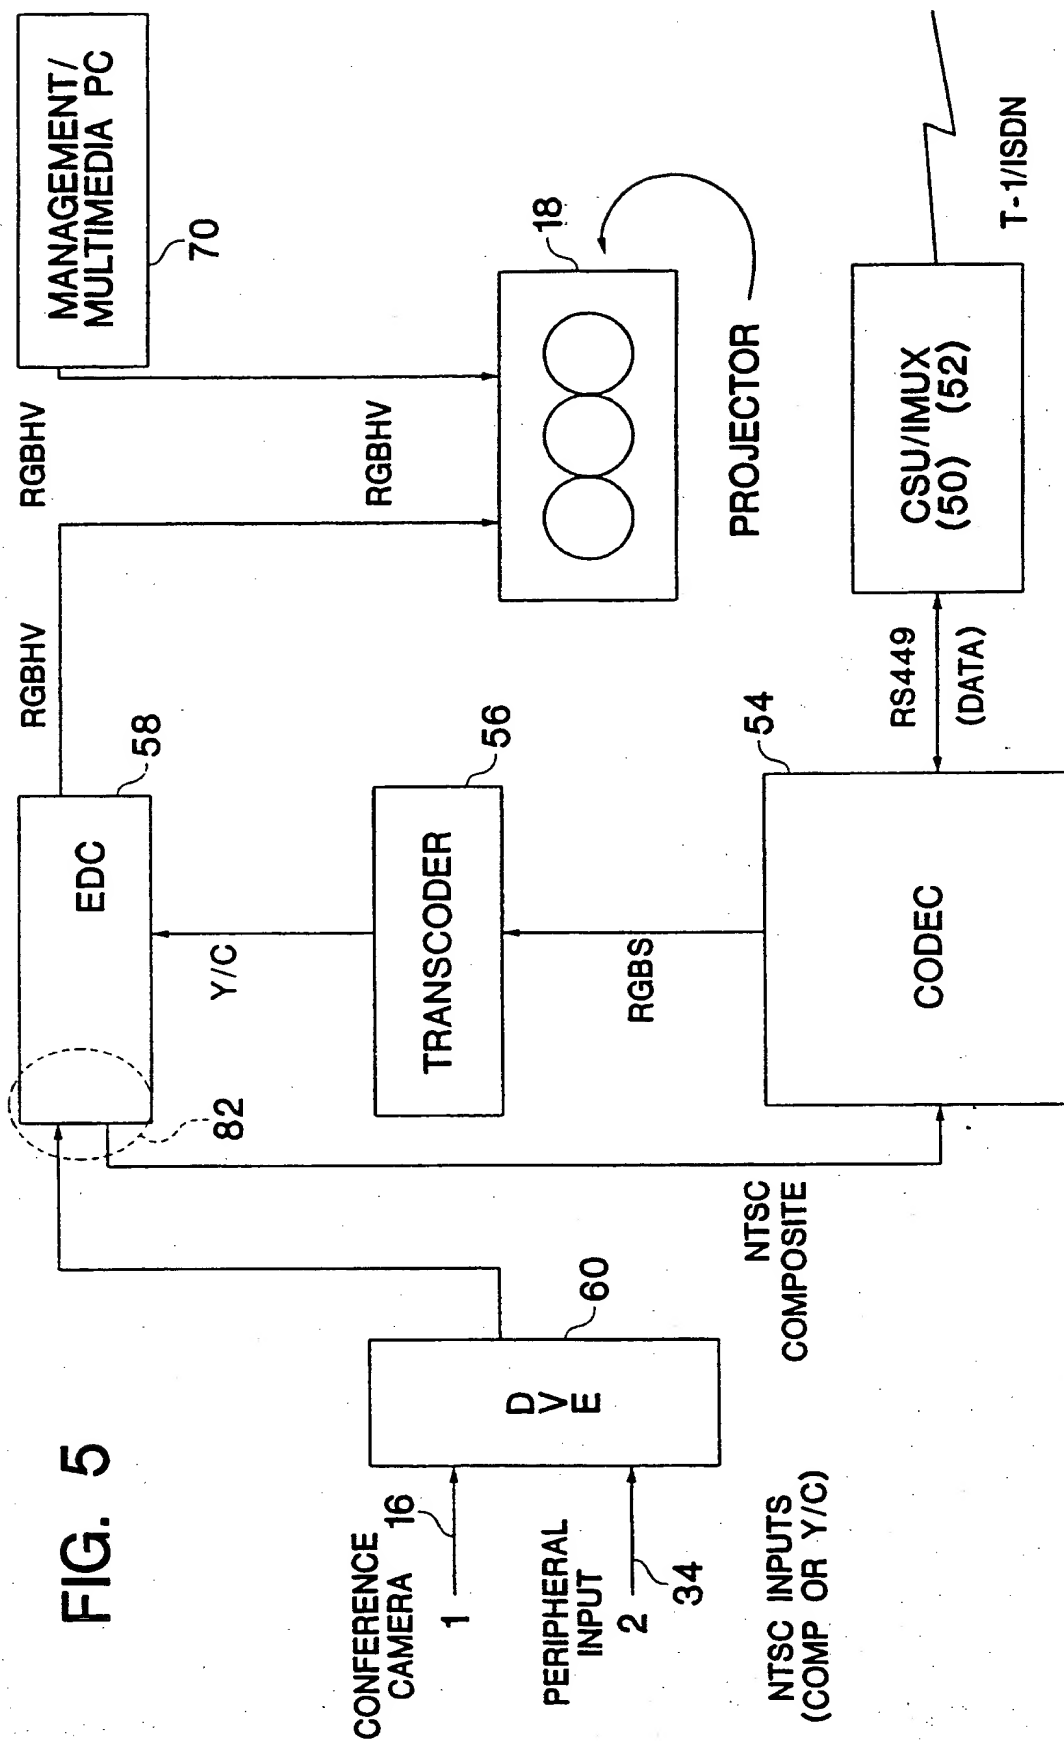 FIG. 5
CONFERENCE
CAMERA
16
1
PERIPHERAL
INPUT
2
34
NTSC INPUTS
(COMP OR Y/C)
D
V
E
60
NTSC
COMPOSITE
82
EDC
58
Y/C
TRANSCODER
56
RGBS
CODEC
54
RS449
(DATA)
CSU/IMUX
(50) (52)
T-1/ISDN
RGBHV
RGBHV
RGBHV
MANAGEMENT/
MULTIMEDIA PC
70
18
PROJECTOR